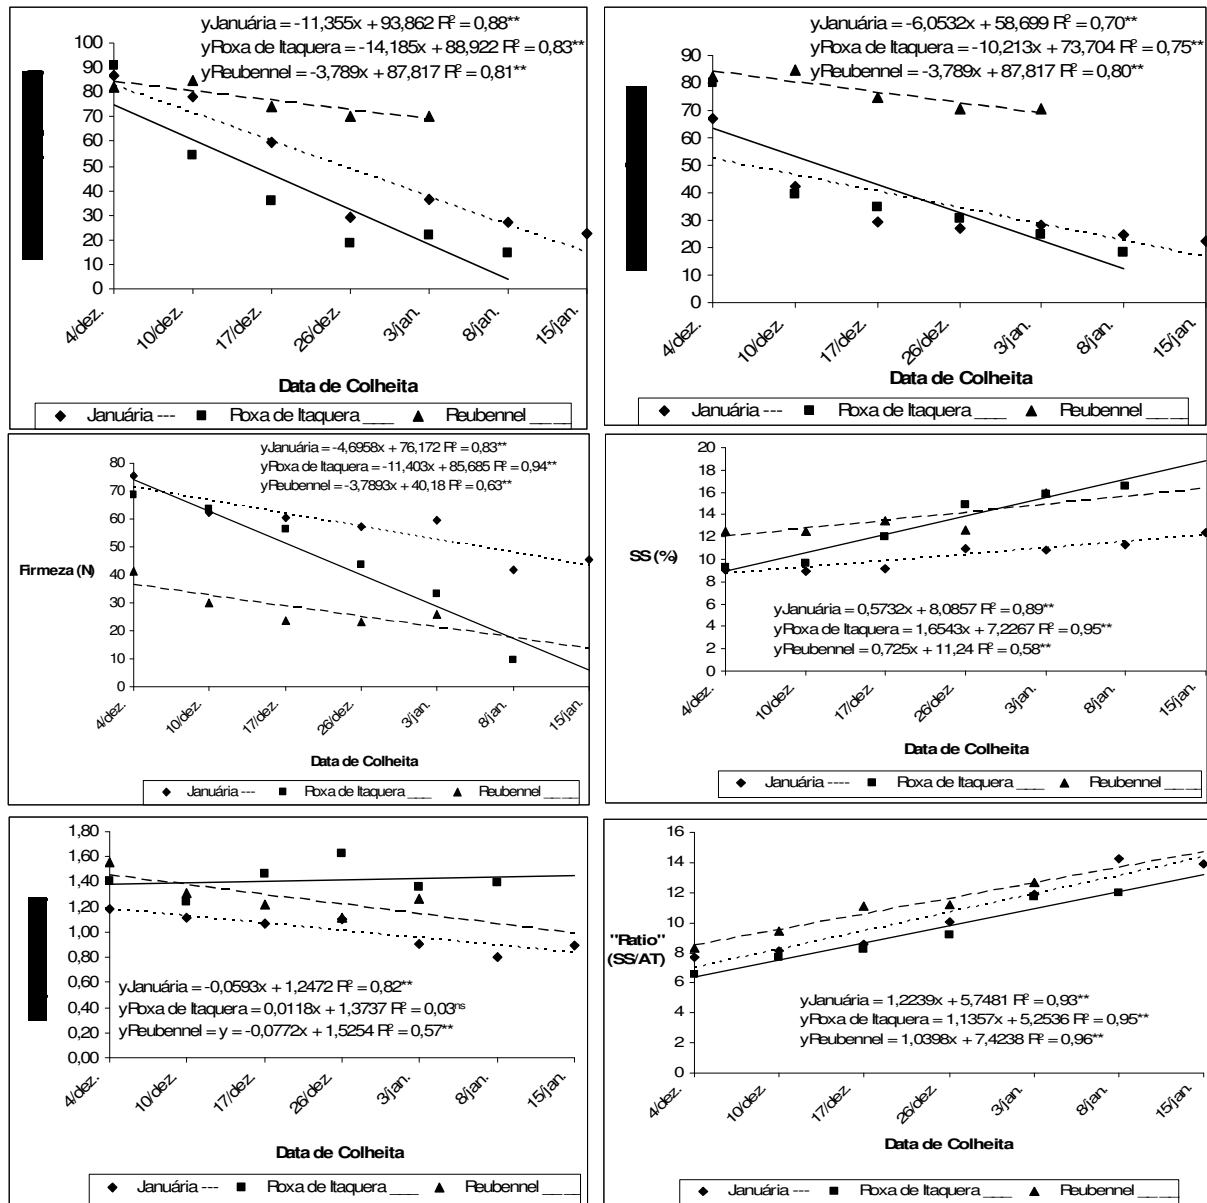 yJanuária = -11,355x + 93,862 R² = 0,88**
yRoxa de Itaquera = -14,185x + 88,922 R² = 0,83**
yReubennel = -3,789x + 87,817 R² = 0,81**
100
90
80
70
60
50
40
30
20
10
0
4/dez.
10/dez.
17/dez.
26/dez.
3/jan.
8/jan.
15/jan.
Data de Colheita
Januária --- Roxa de Itaquera ___ Reubennel __ __
yJanuária = -6,0532x + 58,699 R² = 0,70**
yRoxa de Itaquera = -10,213x + 73,704 R² = 0,75**
yReubennel = -3,789x + 87,817 R² = 0,80**
90
80
70
60
50
40
30
20
10
0
4/dez.
10/dez.
17/dez.
26/dez.
3/jan.
8/jan.
15/jan.
Data de Colheita
Januária --- Roxa de Itaquera ___ Reubennel __ __
yJanuária = -4,6958x + 76,172 R² = 0,83**
yRoxa de Itaquera = -11,403x + 85,685 R² = 0,94**
yReubennel = -3,7893x + 40,18 R² = 0,63**
80
70
60
50
40
30
20
10
0
Firmeza (N)
4/dez.
10/dez.
17/dez.
26/dez.
3/jan.
8/jan.
15/jan.
Data de Colheita
Januária --- Roxa de Itaquera ___ Reubennel __ __
20
18
16
14
12
10
8
6
4
2
0
SS (%)
yJanuária = 0,5732x + 8,0857 R² = 0,89**
yRoxa de Itaquera = 1,6543x + 7,2267 R² = 0,95**
yReubennel = 0,725x + 11,24 R² = 0,58**
4/dez.
10/dez.
17/dez.
26/dez.
3/jan.
8/jan.
15/jan.
Data de Colheita
Januária ---- Roxa de Itaquera ___ Reubennel __ __
1,80
1,60
1,40
1,20
1,00
0,80
0,60
0,40
0,20
0,00
yJanuária = -0,0593x + 1,2472 R² = 0,82**
yRoxa de Itaquera = 0,0118x + 1,3737 R² = 0,03ⁿˢ
yReubennel = y = -0,0772x + 1,5254 R² = 0,57**
4/dez.
10/dez.
17/dez.
26/dez.
3/jan.
8/jan.
15/jan.
Data de Colheita
Januária --- Roxa de Itaquera ___ Reubennel __ __
16
14
12
10
8
6
4
2
0
"Ratio"
(SS/AT)
yJanuária = 1,2239x + 5,7481 R² = 0,93**
yRoxa de Itaquera = 1,1357x + 5,2536 R² = 0,95**
yReubennel = 1,0398x + 7,4238 R² = 0,96**
4/dez.
10/dez.
17/dez.
26/dez.
3/jan.
8/jan.
15/jan.
Data de Colheita
Januária --- Roxa de Itaquera ___ Reubennel __ __